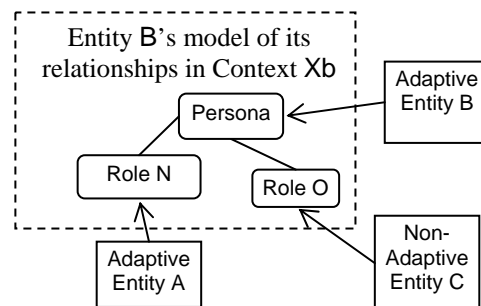 Entity B's model of its
relationships in Context Xb
Persona
Adaptive
Entity B
Role N
Role O
Adaptive
Entity A
Non-
Adaptive
Entity C